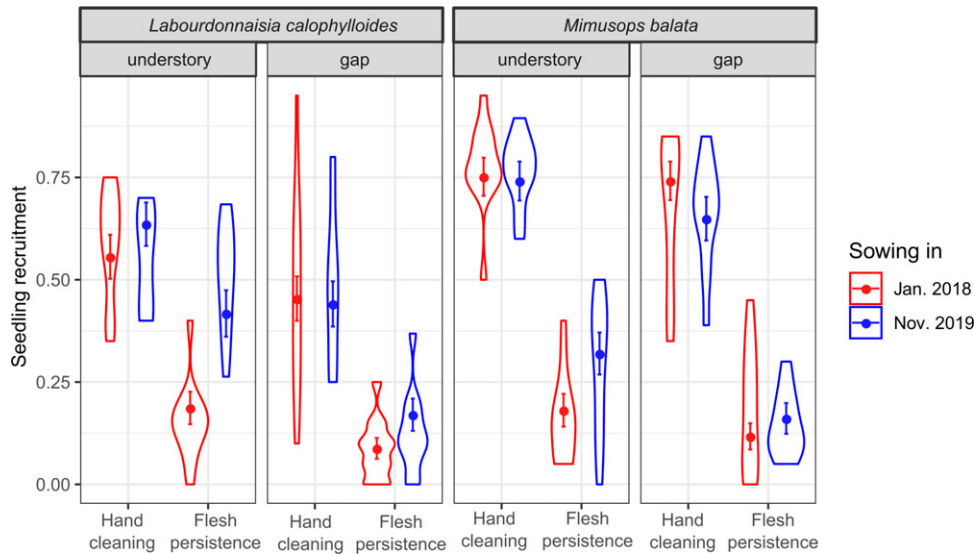 Labourdonnaisia calophylloides
Mimusops balata
understory
gap
understory
gap
Seedling recruitment
0.75
0.50
0.25
0.00
Hand
cleaning
Flesh
persistence
Hand
cleaning
Flesh
persistence
Hand
cleaning
Flesh
persistence
Hand
cleaning
Flesh
persistence
Sowing in
Jan. 2018
Nov. 2019